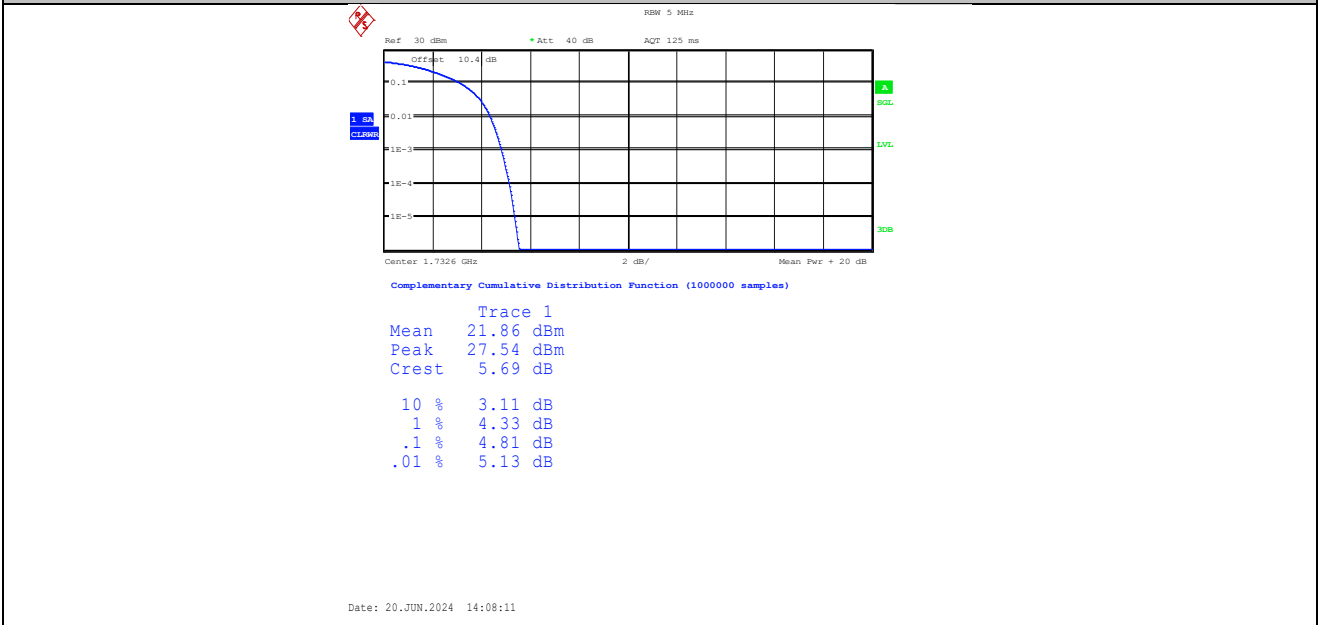 RBW 5 MHz
Ref 30 dBm *Att 40 dB AQT 125 ms
Offset 10.4 dB
0.1
A
SGL
0.01
1 SA
CLRWR
1E-3
LVL
1E-4
1E-5
3DB
Center 1.7326 GHz 2 dB/ Mean Pwr + 20 dB
Complementary Cumulative Distribution Function (1000000 samples)
Trace 1
Mean 21.86 dBm
Peak 27.54 dBm
Crest 5.69 dB
10 % 3.11 dB
1 % 4.33 dB
.1 % 4.81 dB
.01 % 5.13 dB
Date: 20.JUN.2024 14:08:11